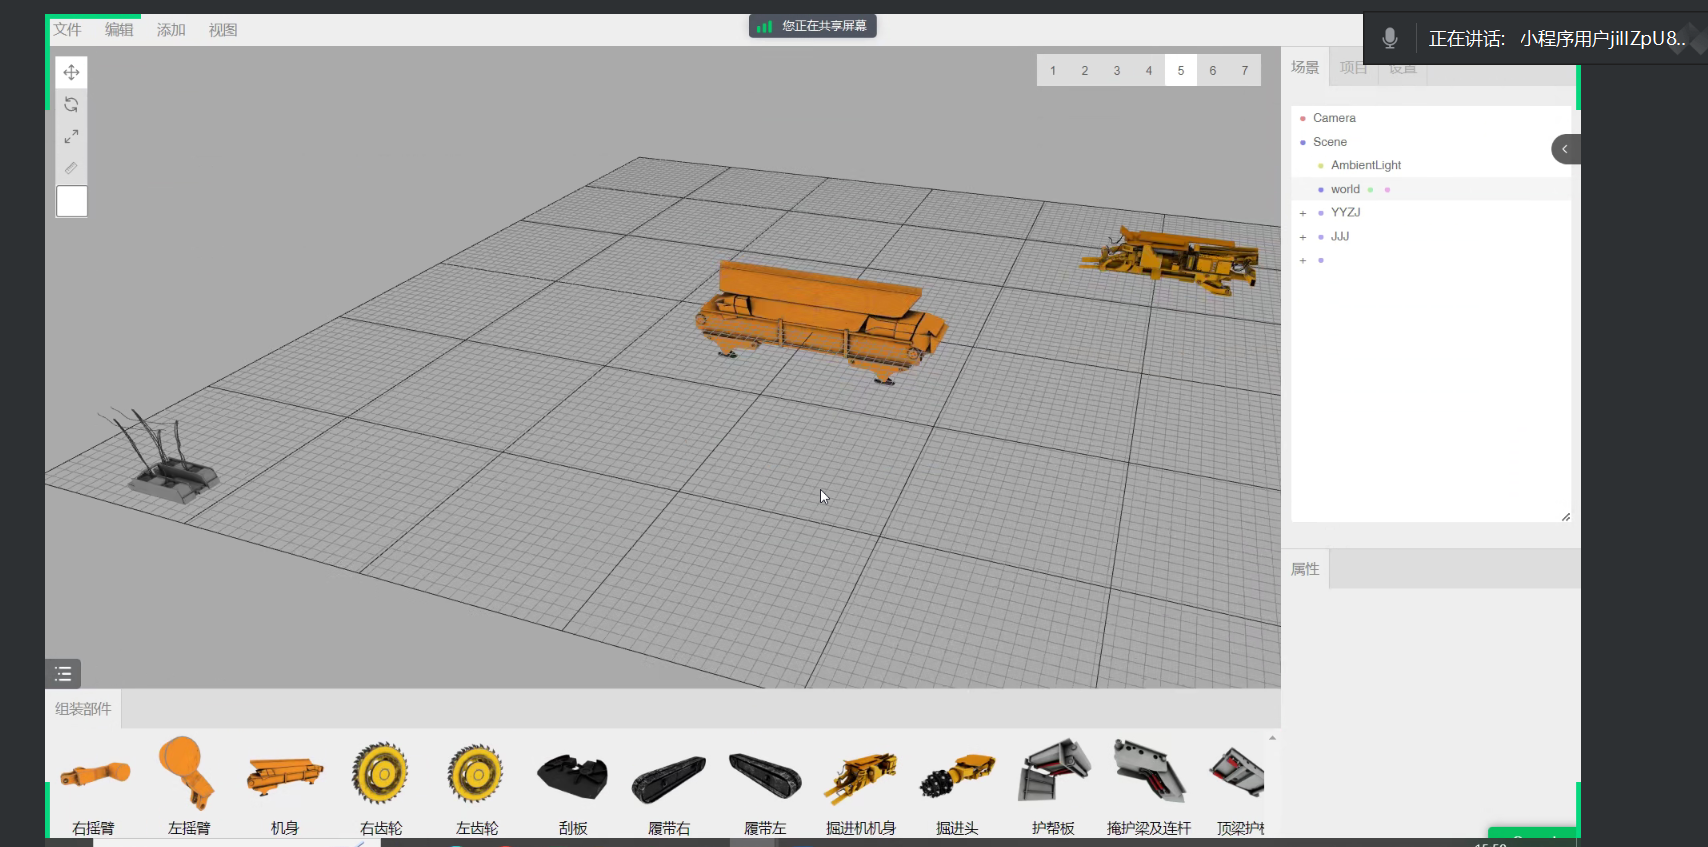 您正在共享屏幕
正在讲话: 小程序用户jillZpU8..
文件 编辑 添加 视图
1 2 3 4 5 6 7
场景 项目 设置
Camera
Scene
AmbientLight
world
+ YYZJ
+ JJJ
+
属性
组装部件
右摇臂 左摇臂 机身 右齿轮 左齿轮 刮板 履带右 履带左 掘进机机身 掘进头 护帮板 掩护梁及连杆 顶梁护